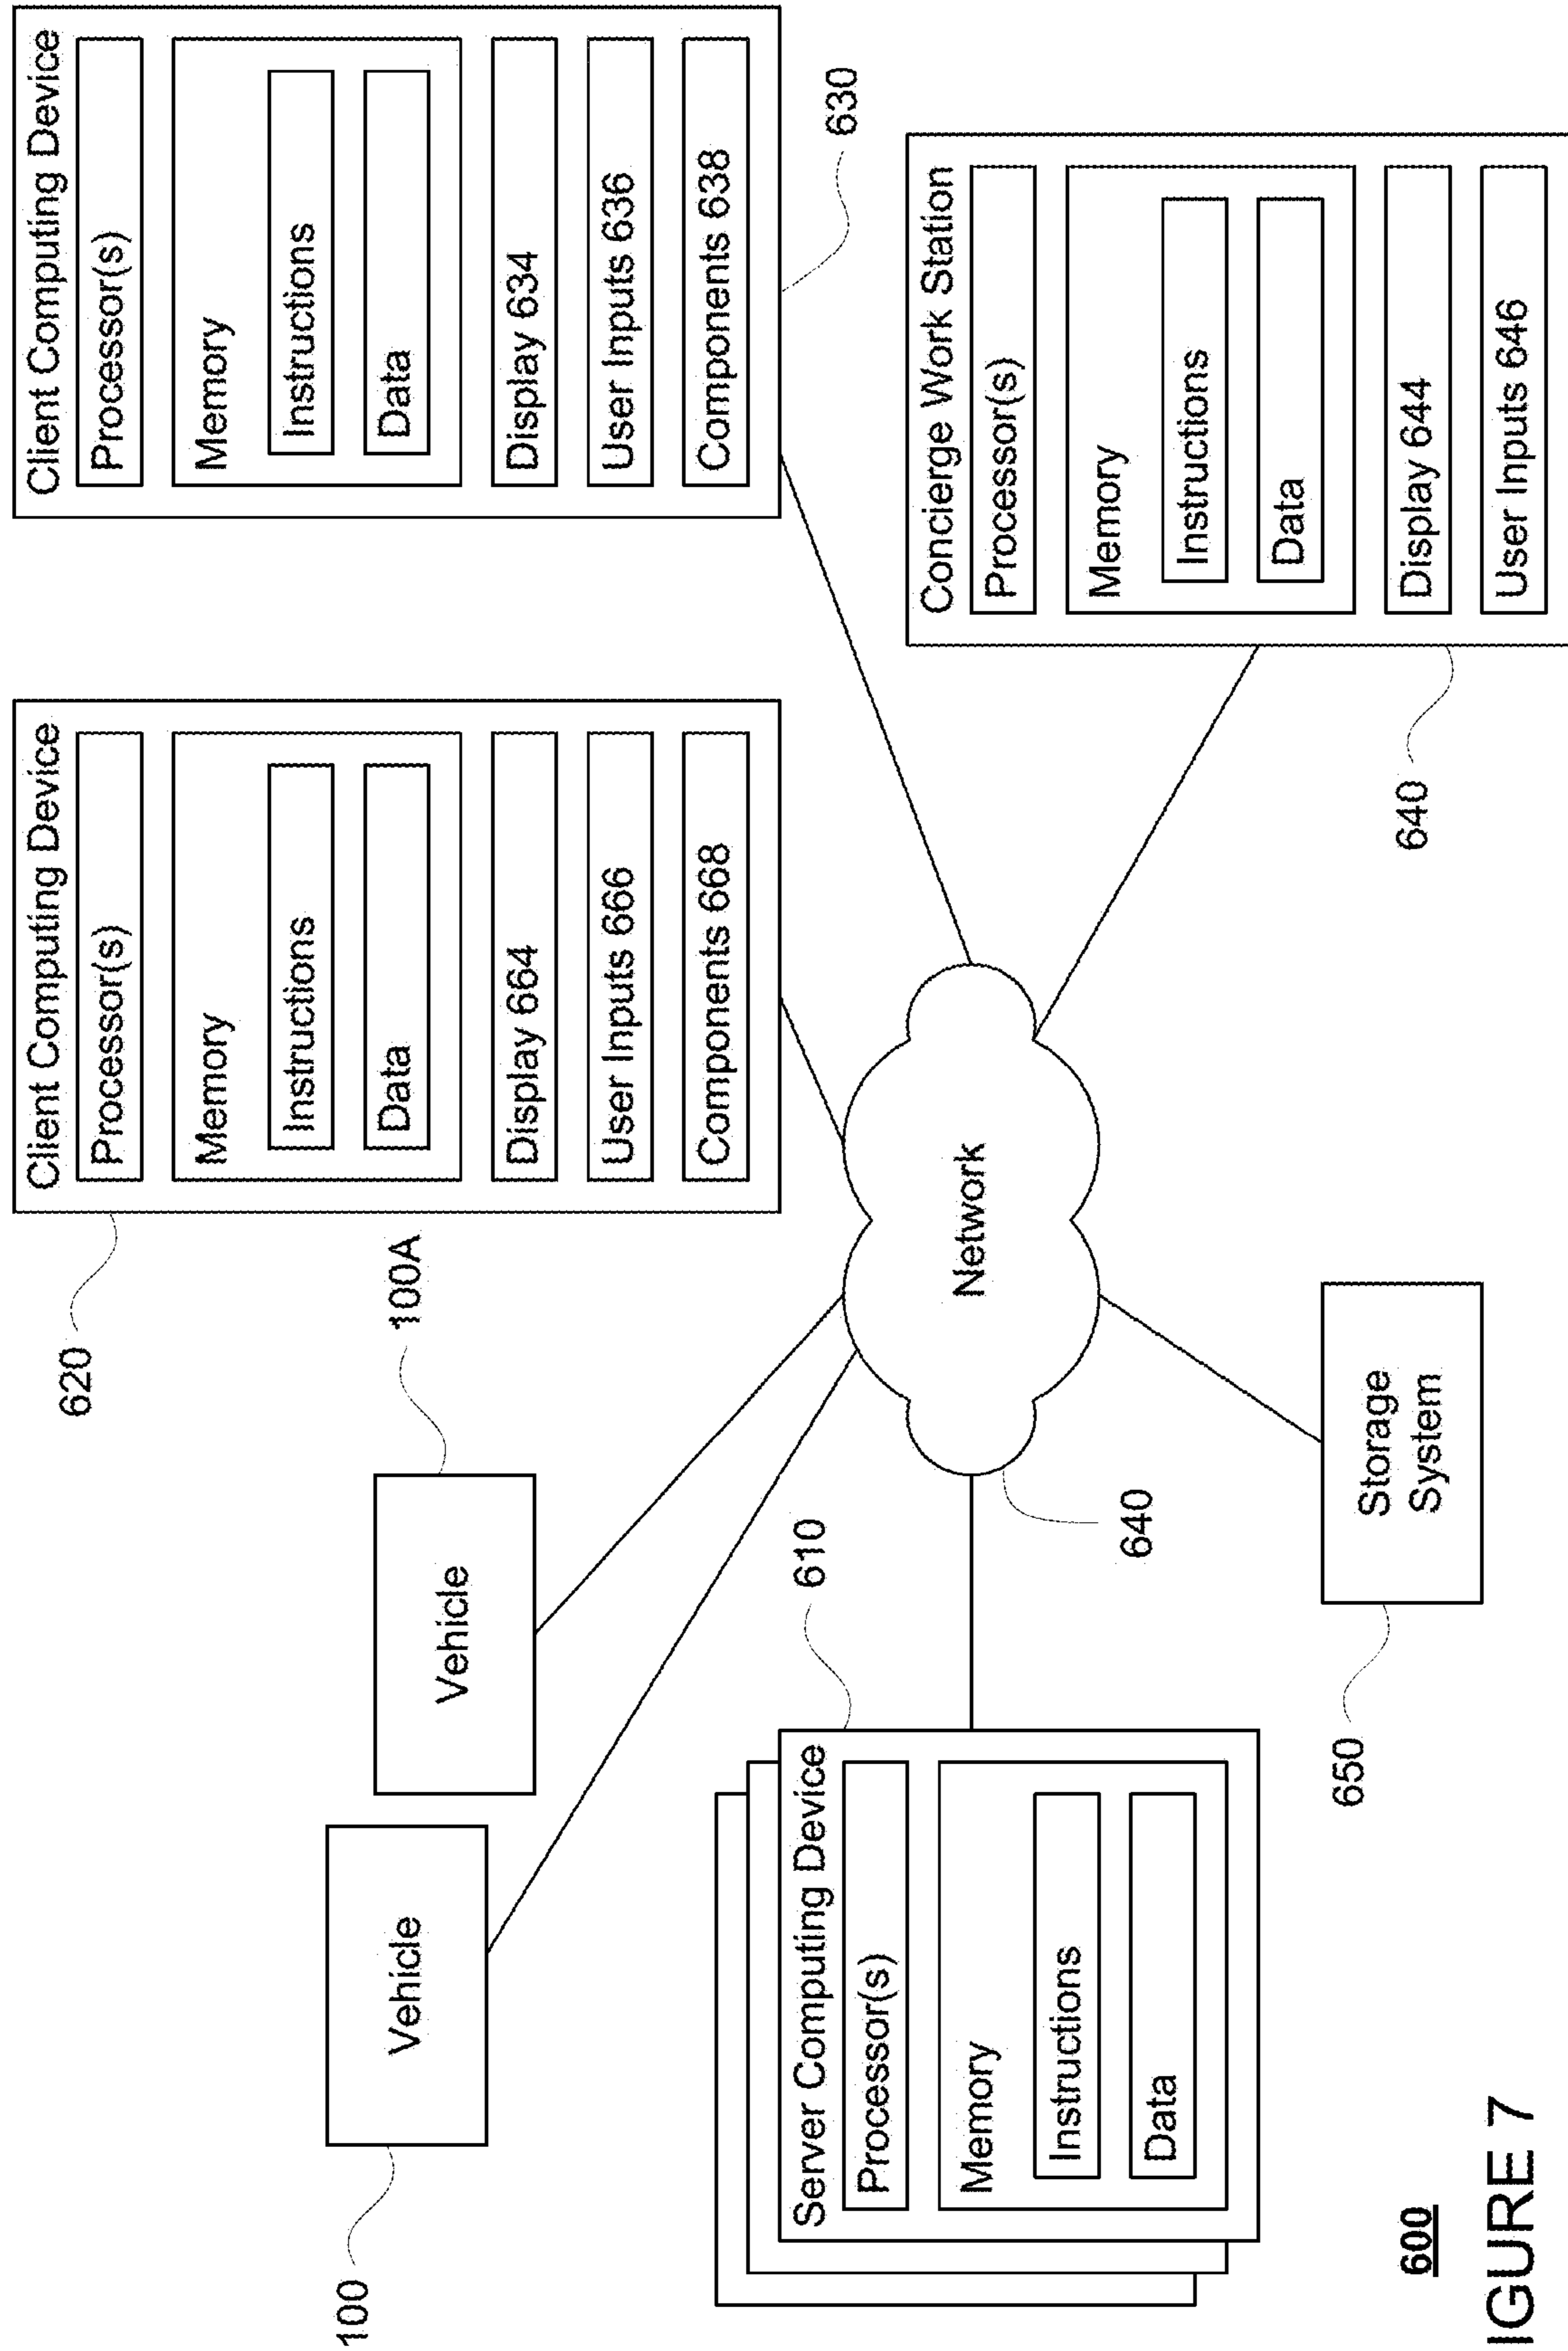 100
Vehicle
Vehicle
100A
620
Client Computing Device
Processor(s)
Memory
Instructions
Data
Display 664
User Inputs 666
Components 668
Client Computing Device
Processor(s)
Memory
Instructions
Data
Display 634
User Inputs 636
Components 638
630
Server Computing Device
Processor(s)
Memory
Instructions
Data
610
Network
640
Storage
System
650
Concierge Work Station
Processor(s)
Memory
Instructions
Data
Display 644
User Inputs 646
640
600
IGURE 7